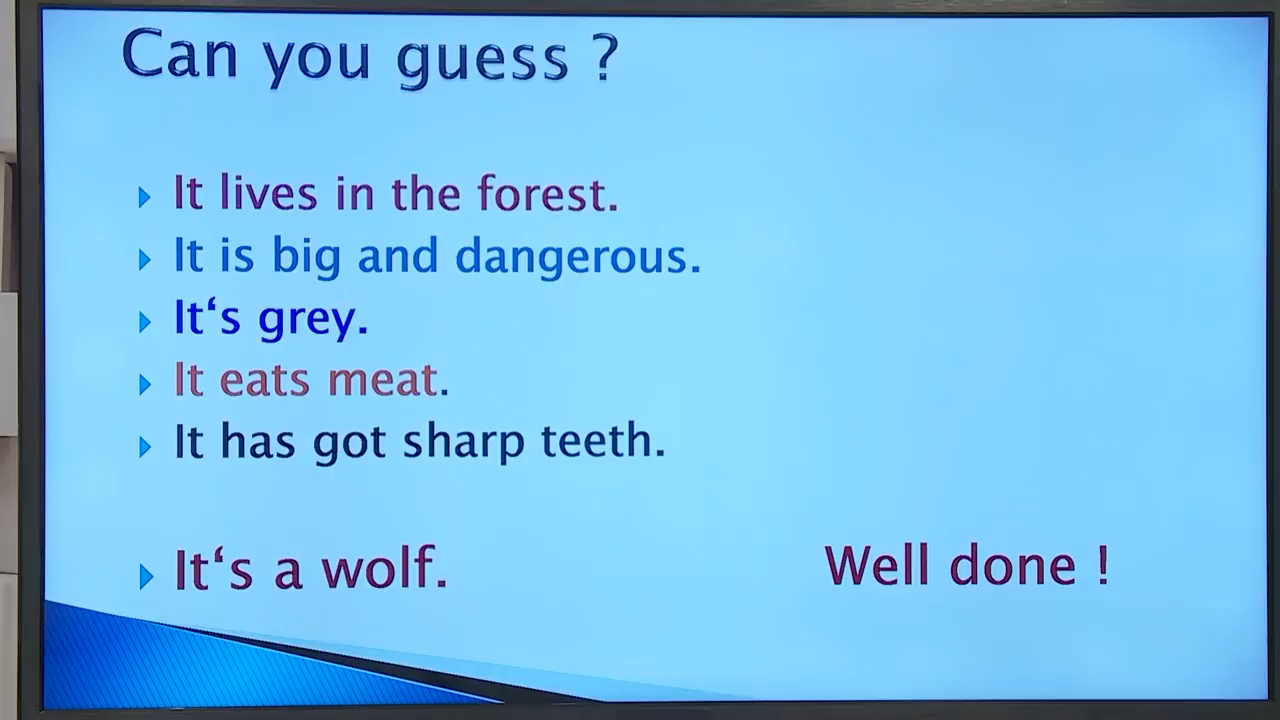 Can you guess ?
It lives in the forest.
It is big and dangerous.
It‘s grey.
It eats meat.
It has got sharp teeth.
It‘s a wolf.
Well done !